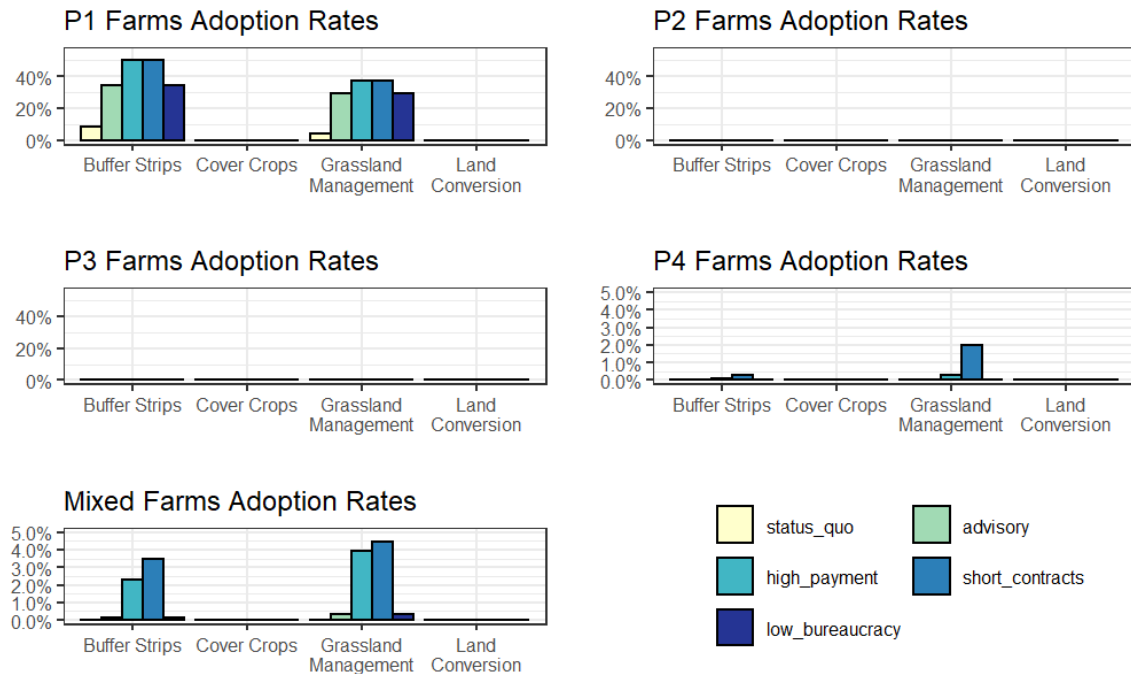 P1 Farms Adoption Rates
40%
20%
0%
Buffer Strips Cover Crops Grassland Management Land Conversion
P2 Farms Adoption Rates
40%
20%
0%
Buffer Strips Cover Crops Grassland Management Land Conversion
P3 Farms Adoption Rates
40%
20%
0%
Buffer Strips Cover Crops Grassland Management Land Conversion
P4 Farms Adoption Rates
5.0%
4.0%
3.0%
2.0%
1.0%
0.0%
Buffer Strips Cover Crops Grassland Management Land Conversion
Mixed Farms Adoption Rates
5.0%
4.0%
3.0%
2.0%
1.0%
0.0%
Buffer Strips Cover Crops Grassland Management Land Conversion
status_quo
advisory
high_payment
short_contracts
low_bureaucracy